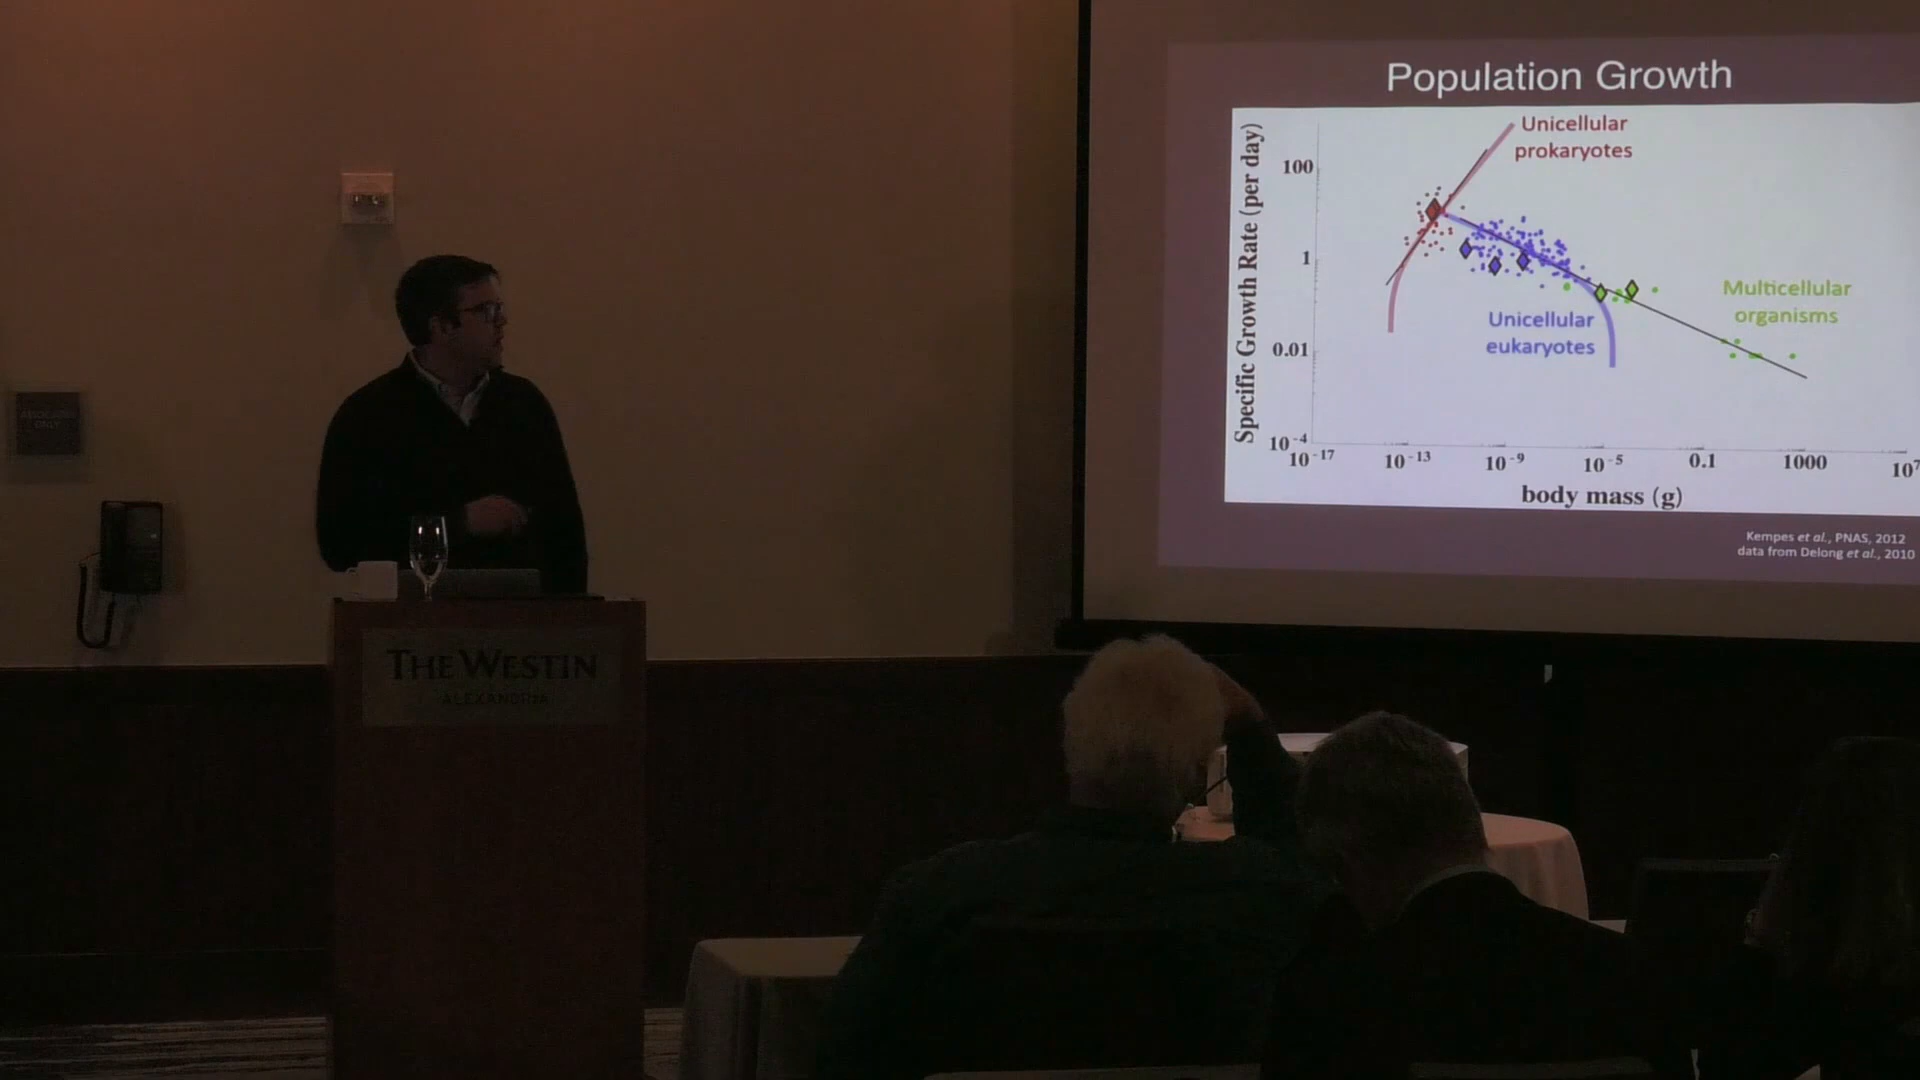 Population Growth
Unicellular
prokaryotes
Specific Growth Rate (per day)
100
1
0.01
10-4
Unicellular
eukaryotes
Multicellular
organisms
10-17 10-13 10-9 10-5 0.1 1000 107
body mass (g)
Kempes et al., PNAS, 2012
data from Delong et al., 2010
ONLY
THE WESTIN
ALEXANDRIA